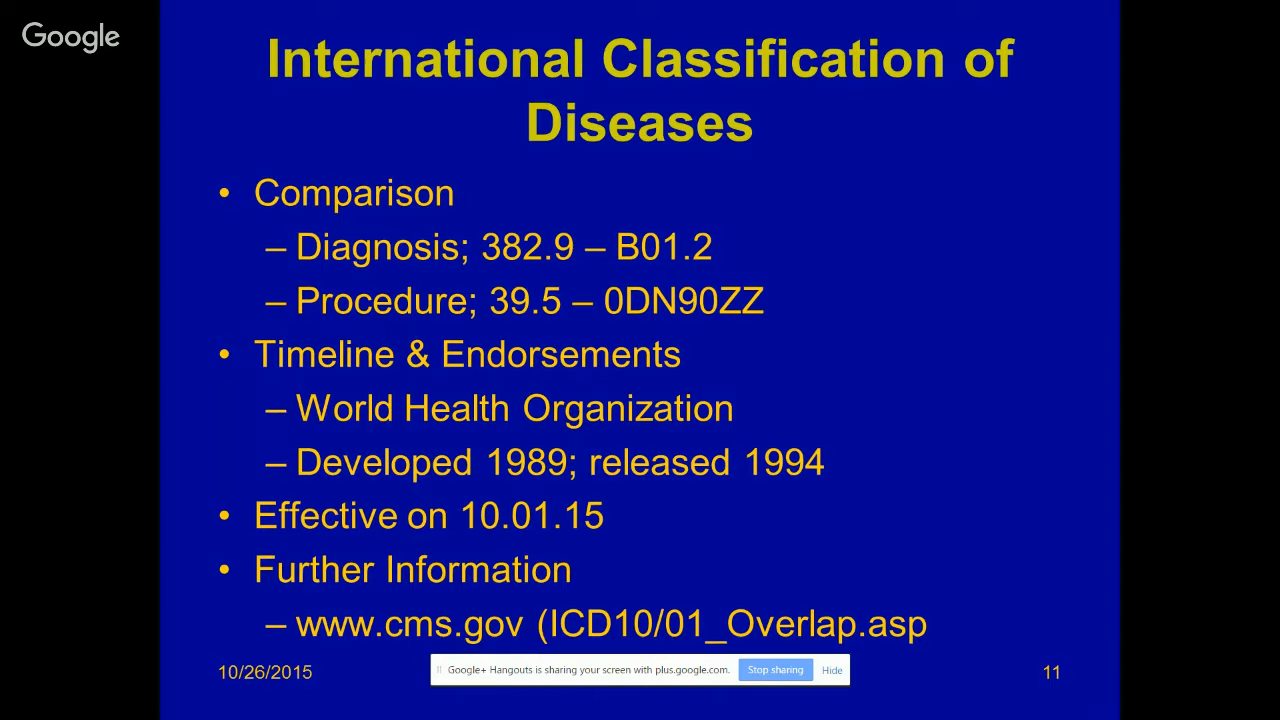 Google
International Classification of
Diseases
• Comparison
– Diagnosis; 382.9 – B01.2
– Procedure; 39.5 – 0DN90ZZ
• Timeline & Endorsements
– World Health Organization
– Developed 1989; released 1994
• Effective on 10.01.15
• Further Information
– www.cms.gov (ICD10/01_Overlap.asp
10/26/2015
Google+ Hangouts is sharing your screen with plus.google.com. Stop sharing Hide
11